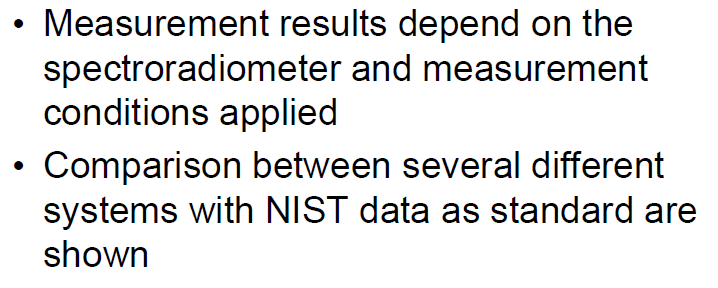 • Measurement results depend on the
spectroradiometer and measurement
conditions applied
• Comparison between several different
systems with NIST data as standard are
shown